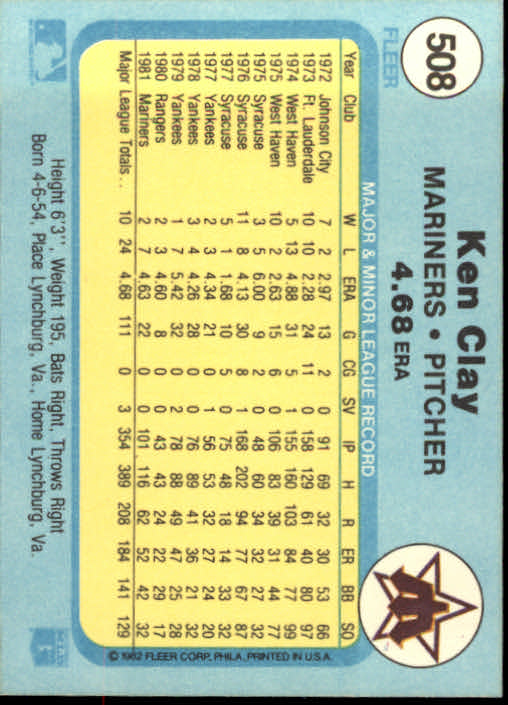 508
FLEER
Ken Clay
MARINERS • PITCHER
4.68 ERA
MAJOR & MINOR LEAGUE RECORD
Year Club W L ERA G CG SV IP H R ER BB SO
1972 Johnson City 7 2 2.97 13 2 0 91 69 32 30 53 66
1973 Ft. Lauderdale 10 10 2.28 24 11 0 158 129 61 40 80 97
1974 West Haven 5 13 4.88 31 5 1 155 160 103 84 77 99
1975 West Haven 10 2 2.63 15 6 0 106 83 39 31 44 77
1975 Syracuse 3 5 6.00 9 2 0 48 60 34 32 27 32
1976 Syracuse 11 8 4.13 30 8 1 168 202 94 77 67 87
1977 Syracuse 5 1 1.68 10 5 0 75 48 18 14 33 32
1977 Yankees 2 3 4.34 21 0 1 56 53 32 27 24 20
1978 Yankees 3 4 4.26 28 0 0 76 89 41 36 21 32
1979 Yankees 1 7 5.42 32 0 2 78 88 49 47 25 28
1980 Rangers 2 3 4.60 8 0 0 43 43 24 22 29 17
1981 Mariners 2 7 4.63 22 0 0 101 116 62 52 42 32
Major League Totals . . 10 24 4.68 111 0 3 354 389 208 184 141 129
© 1982 FLEER CORP. PHILA. PRINTED IN U.S.A.
Height 6'3'', Weight 195, Bats Right, Throws Right
Born 4-6-54, Place Lynchburg, Va., Home Lynchburg, Va.